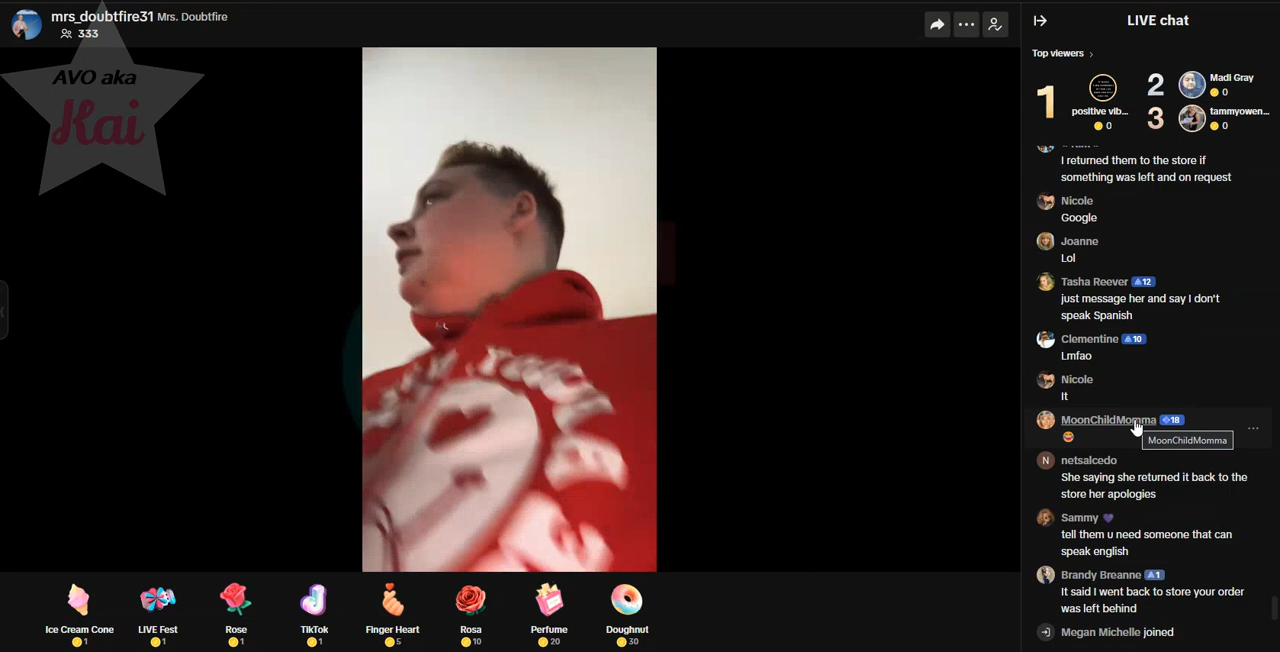 mrs_doubtfire31 Mrs. Doubtfire
333
AVO aka
Kai
LIVE chat
Top viewers
1
positive vib...
0
2
Madl Gray
0
3
tammyowen...
0
I returned them to the store if
something was left and on request
Nicole
Google
Joanne
Lol
Tasha Reever 12
just message her and say I don't
speak Spanish
Clementine 10
Lmfao
Nicole
It
MoonChildMomma 18
MoonChildMomma
N netsalcedo
She saying she returned it back to the
store her apologies
Sammy 💜
tell them u need someone that can
speak english
Brandy Breanne 1
It said I went back to store your order
was left behind
Megan Michelle joined
Ice Cream Cone
1
LIVE Fest
1
Rose
1
TikTok
1
Finger Heart
5
Rosa
10
Perfume
20
Doughnut
30